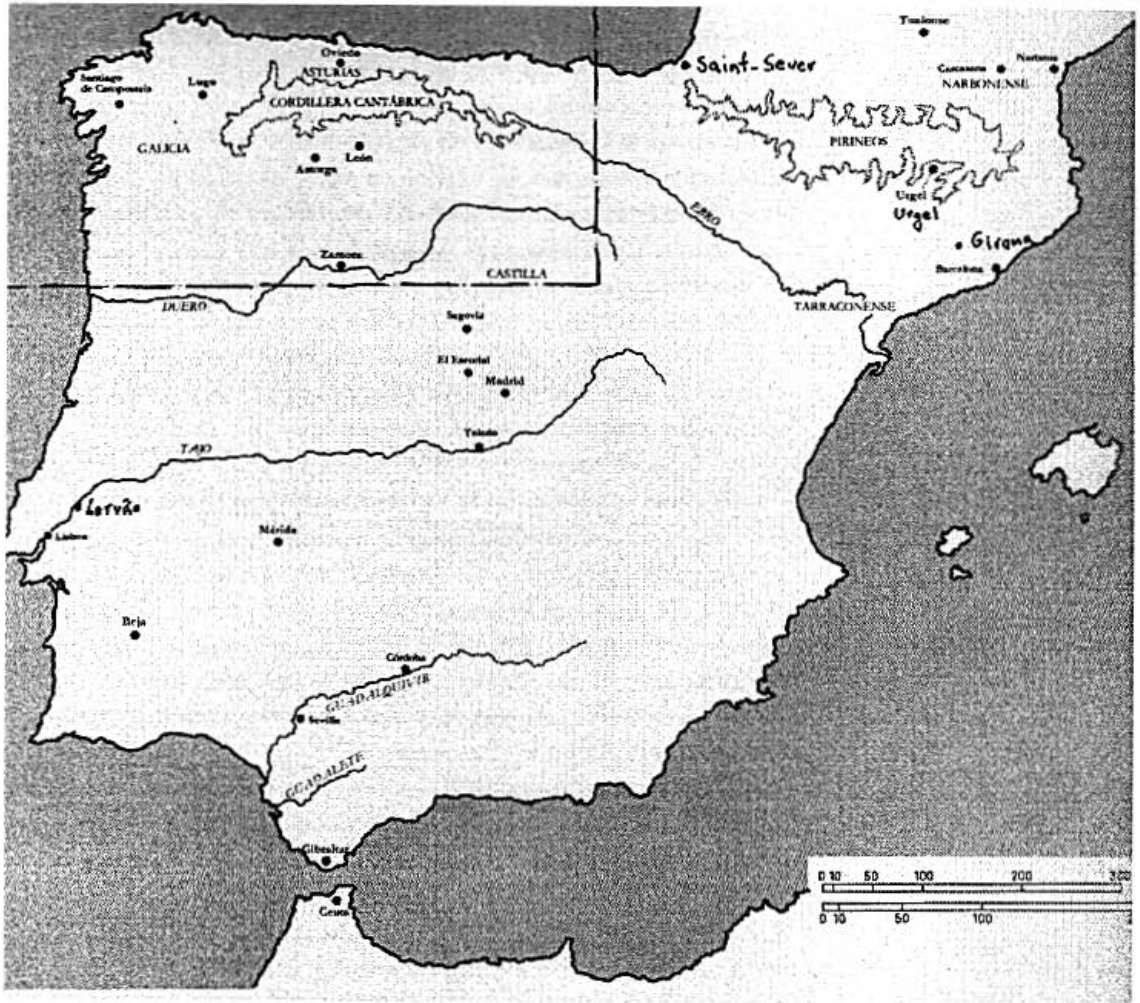 Toulouse
Oviedo
Saint-Sever
Carcasona
Narbona
Santiago
de Compostela
Lugo
ASTURIAS
NARBONENSE
CORDILLERA CANTÁBRICA
GALICIA
León
Astorga
PIRINEOS
Urgel
Urgel
EBRO
Girona
Zamora
CASTILLA
Barcelona
DUERO
TARRACONENSE
Segovia
El Escorial
Madrid
Toledo
TAJO
Lorvão
Lisboa
Mérida
Beja
Córdoba
GUADALQUIVIR
Sevilla
GUADALETE
Gibraltar
Ceuta
0 10 50 100 200 300
0 10 50 100